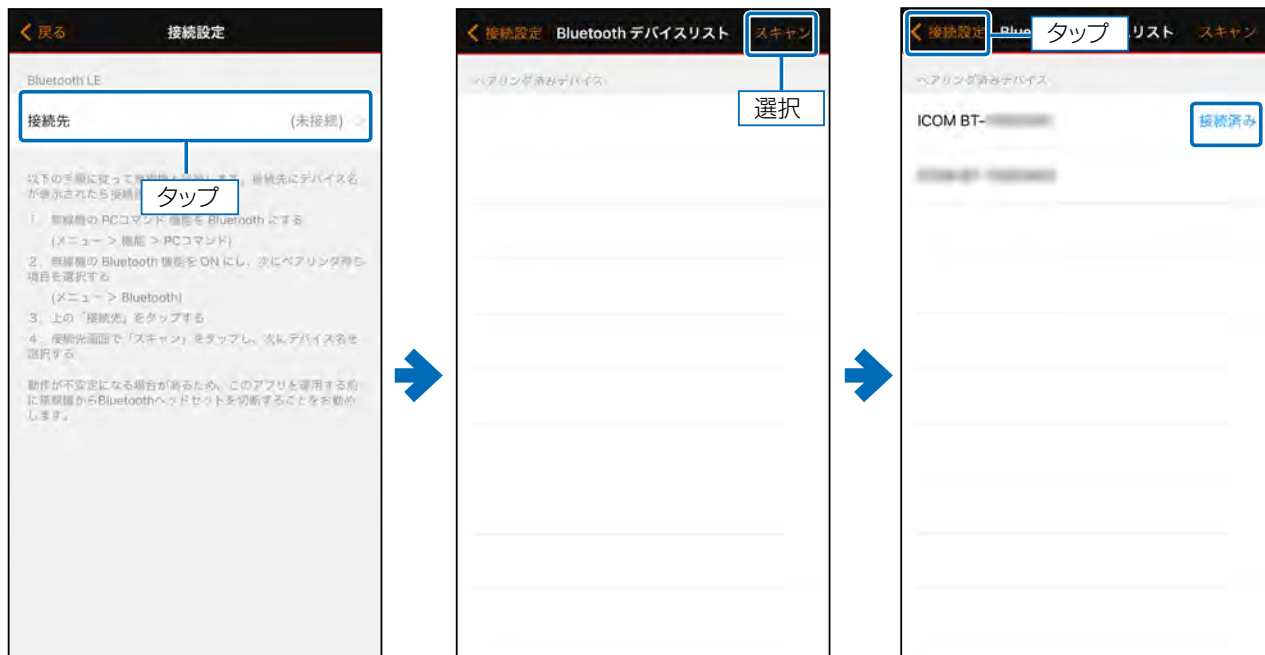 戻る
接続設定
Bluetooth LE
接続先
(未接続)
タップ
以下の手順に従って
接続先にデバイス名
が表示されたら接続
1. 無線機の PCコマンド 機能を Bluetooth にする
(メニュー > 機能 > PCコマンド)
2. 無線機の Bluetooth 機能を ON にし、次にペアリング待ち
項目を選択する
(メニュー > Bluetooth)
3. 上の「接続先」をタップする
4. 接続先画面で「スキャン」をタップし、次にデバイス名を
選択する
動作が不安定になる場合があるため、このアプリを運用する前
に無線機からBluetoothヘッドセットを切断することをお勧め
します。
接続設定
Bluetooth デバイスリスト
スキャン
ペアリング済みデバイス
選択
接続設定
タップ
リスト
スキャン
ペアリング済みデバイス
ICOM BT-
接続済み